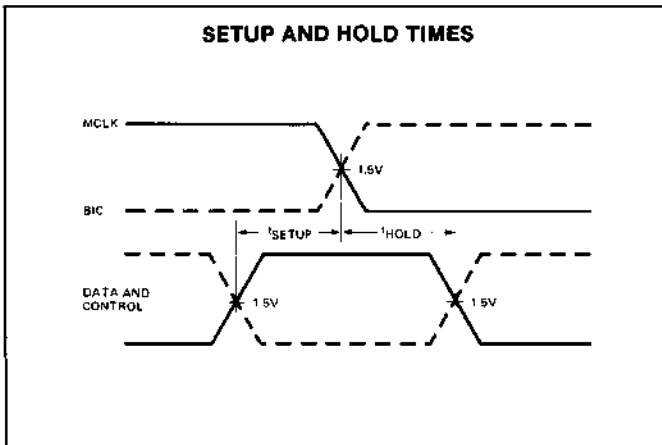 SETUP AND HOLD TIMES
MCLK
1.5V
BIC
tSETUP
tHOLD
DATA AND
CONTROL
1.5V
1.5V